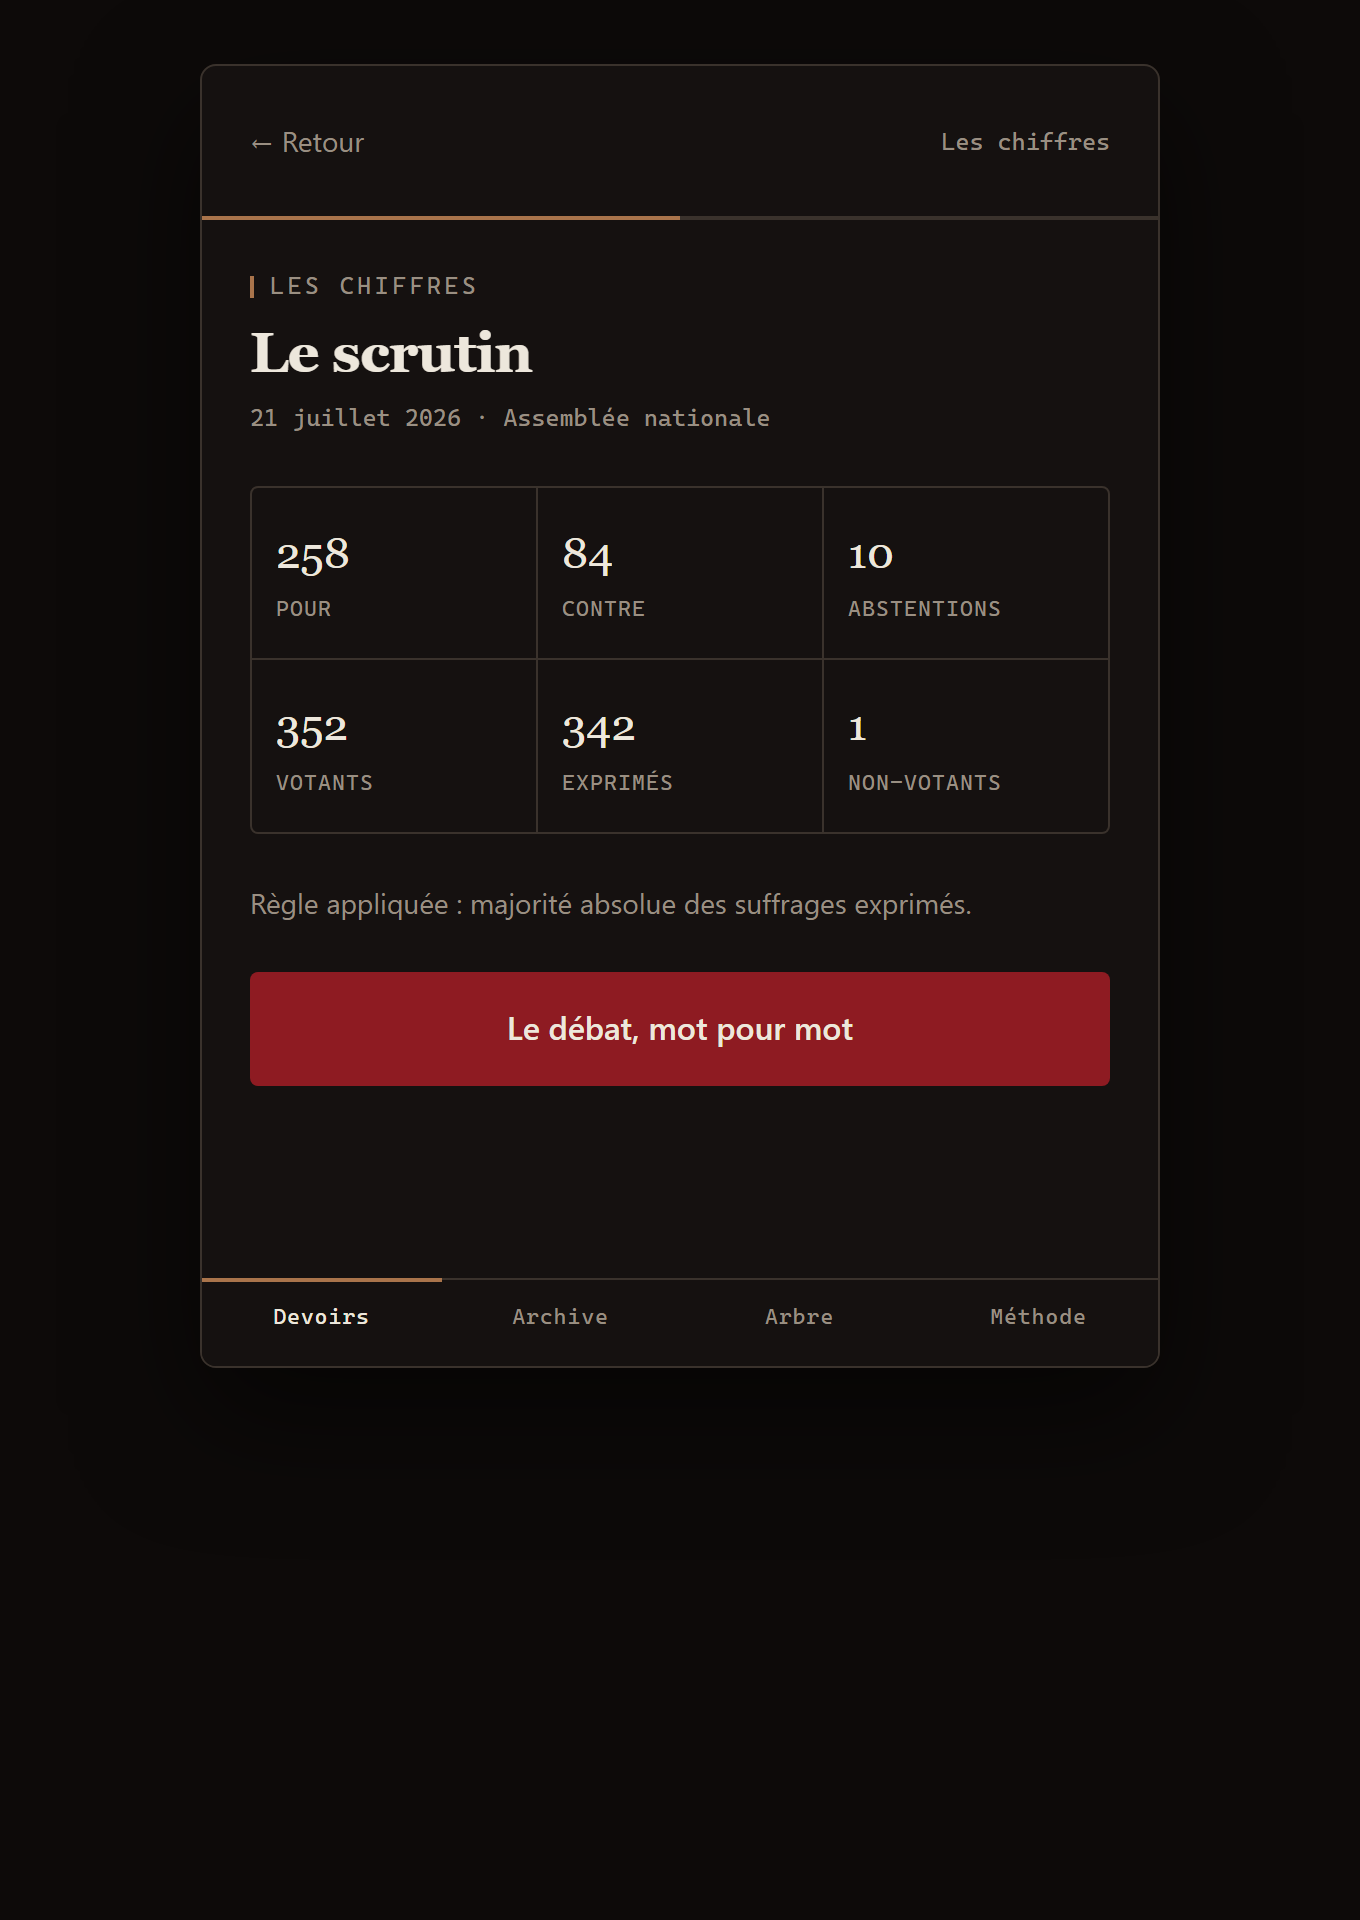 ← Retour
Les chiffres
LES CHIFFRES
Le scrutin
21 juillet 2026 · Assemblée nationale
258
POUR
84
CONTRE
10
ABSTENTIONS
352
VOTANTS
342
EXPRIMÉS
1
NON-VOTANTS
Règle appliquée : majorité absolue des suffrages exprimés.
Le débat, mot pour mot
Devoirs
Archive
Arbre
Méthode